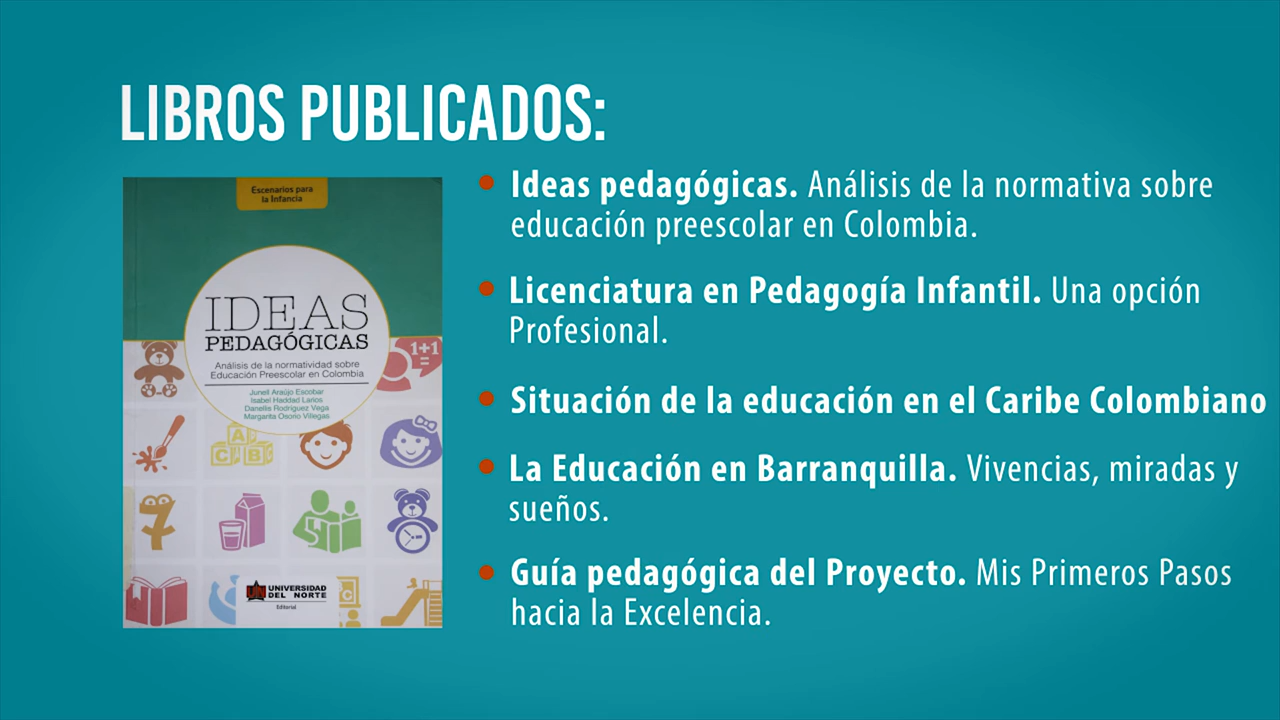 LIBROS PUBLICADOS:
Escenarios para
la Infancia
IDEAS
PEDAGÓGICAS
Análisis de la normatividad sobre
Educación Preescolar en Colombia
Junell Araújo Escobar
Isabel Haddad Larios
Danellis Rodríguez Vega
Margarita Osorio Villegas
1+1
=
A
C B
7
UN UNIVERSIDAD
DEL NORTE
Editorial
• Ideas pedagógicas. Análisis de la normativa sobre
educación preescolar en Colombia.
• Licenciatura en Pedagogía Infantil. Una opción
Profesional.
• Situación de la educación en el Caribe Colombiano
• La Educación en Barranquilla. Vivencias, miradas y
sueños.
• Guía pedagógica del Proyecto. Mis Primeros Pasos
hacia la Excelencia.